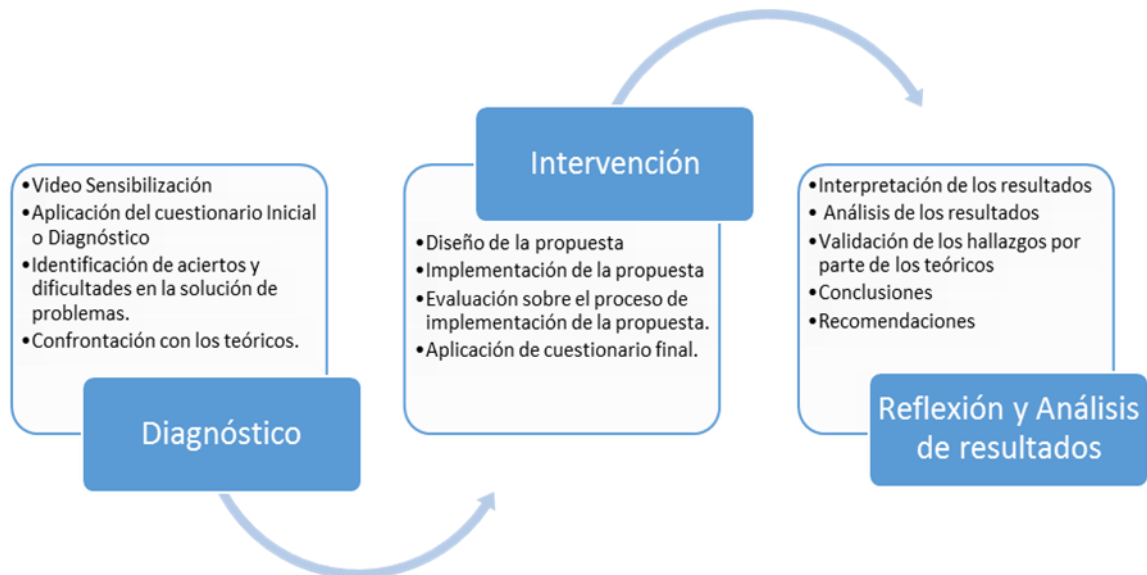 •Video Sensibilización
•Aplicación del cuestionario Inicial
o Diagnóstico
•Identificación de aciertos y
dificultades en la solución de
problemas.
•Confrontación con los teóricos.
Diagnóstico
Intervención
•Diseño de la propuesta
•Implementación de la propuesta
•Evaluación sobre el proceso de
implementación de la propuesta.
•Aplicación de cuestionario final.
•Interpretación de los resultados
• Análisis de los resultados
•Validación de los hallazgos por
parte de los teóricos
•Conclusiones
•Recomendaciones
Reflexión y Análisis
de resultados